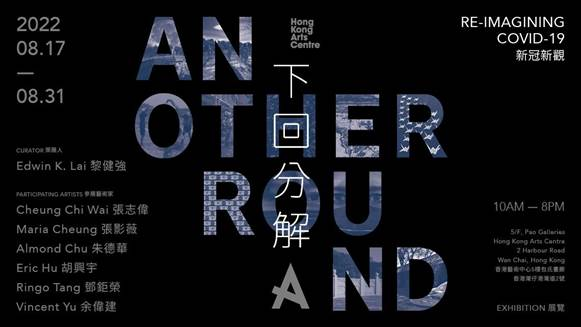 2022
08.17
—
08.31
Hong
Kong
Arts
Centre
RE-IMAGINING
COVID-19
新冠新觀
AN
OTHER
ROU
ND
下回分解
CURATOR 策展人
Edwin K. Lai 黎健強
PARTICIPATING ARTISTS 參展藝術家
Cheung Chi Wai 張志偉
Maria Cheung 張影薇
Almond Chu 朱德華
Eric Hu 胡興宇
Ringo Tang 鄧鉅榮
Vincent Yu 余偉建
10AM — 8PM
5/F, Pao Galleries
Hong Kong Arts Centre
2 Harbour Road
Wan Chai, Hong Kong
香港藝術中心5樓包氏畫廊
香港灣仔港灣道2號
EXHIBITION 展覽